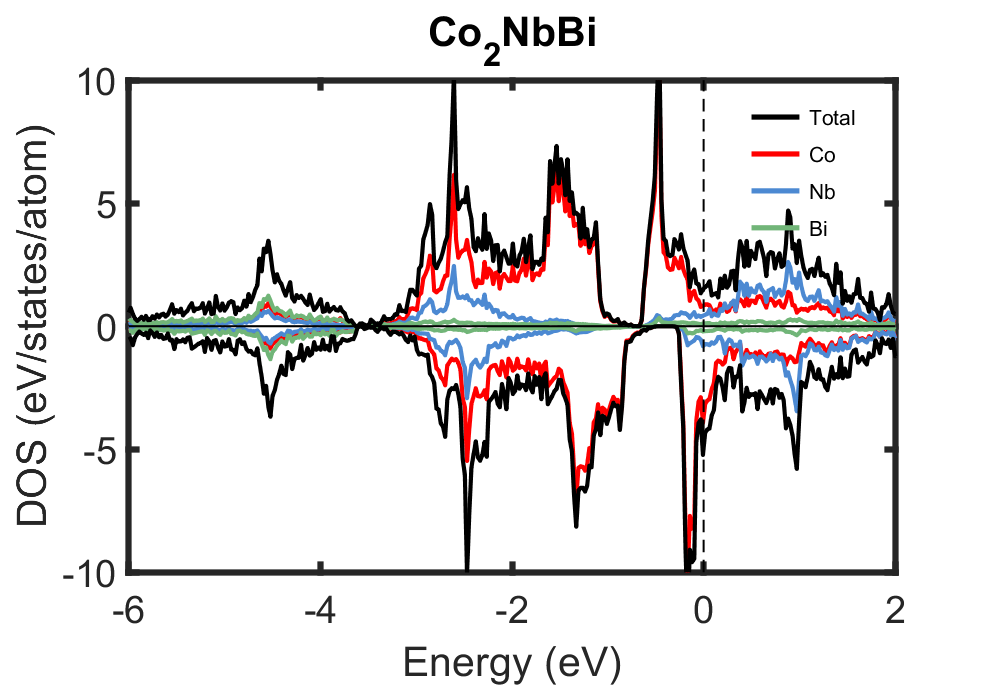 Co₂NbBi
10
5
0
-5
-10
DOS (eV/states/atom)
Total
Co
Nb
Bi
-6
-4
-2
0
2
Energy (eV)